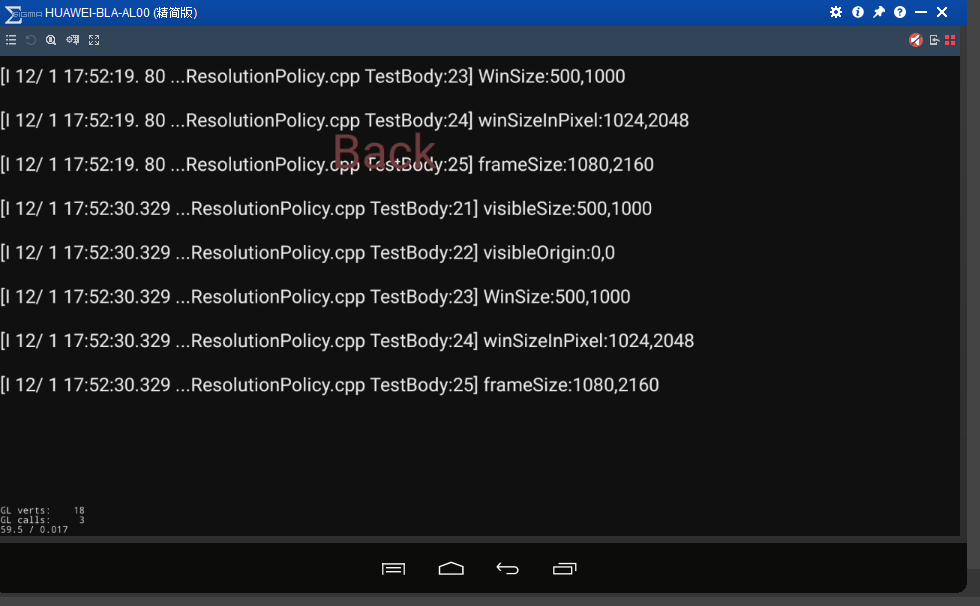 SIGMA HUAWEI-BLA-AL00 (精简版)
[I 12/ 1 17:52:19. 80 ...ResolutionPolicy.cpp TestBody:23] WinSize:500,1000
[I 12/ 1 17:52:19. 80 ...ResolutionPolicy.cpp TestBody:24] winSizeInPixel:1024,2048
Back
[I 12/ 1 17:52:19. 80 ...ResolutionPolicy.cpp TestBody:25] frameSize:1080,2160
[I 12/ 1 17:52:30.329 ...ResolutionPolicy.cpp TestBody:21] visibleSize:500,1000
[I 12/ 1 17:52:30.329 ...ResolutionPolicy.cpp TestBody:22] visibleOrigin:0,0
[I 12/ 1 17:52:30.329 ...ResolutionPolicy.cpp TestBody:23] WinSize:500,1000
[I 12/ 1 17:52:30.329 ...ResolutionPolicy.cpp TestBody:24] winSizeInPixel:1024,2048
[I 12/ 1 17:52:30.329 ...ResolutionPolicy.cpp TestBody:25] frameSize:1080,2160
GL verts: 18
GL calls: 3
59.5 / 0.017